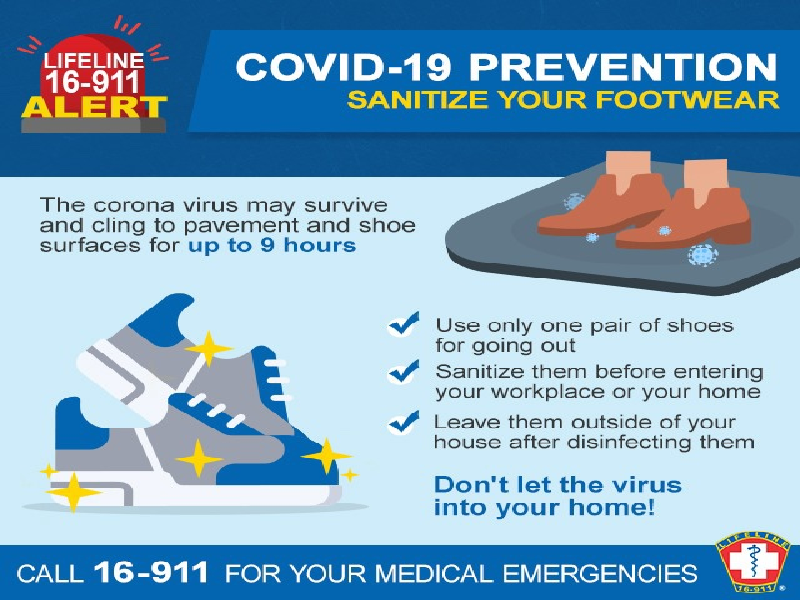 LIFELINE
16-911
ALERT
COVID-19 PREVENTION
SANITIZE YOUR FOOTWEAR
The corona virus may survive
and cling to pavement and shoe
surfaces for up to 9 hours
Use only one pair of shoes
for going out
Sanitize them before entering
your workplace or your home
Leave them outside of your
house after disinfecting them
Don't let the virus
into your home!
CALL 16-911 FOR YOUR MEDICAL EMERGENCIES
LIFELINE
16-911
®